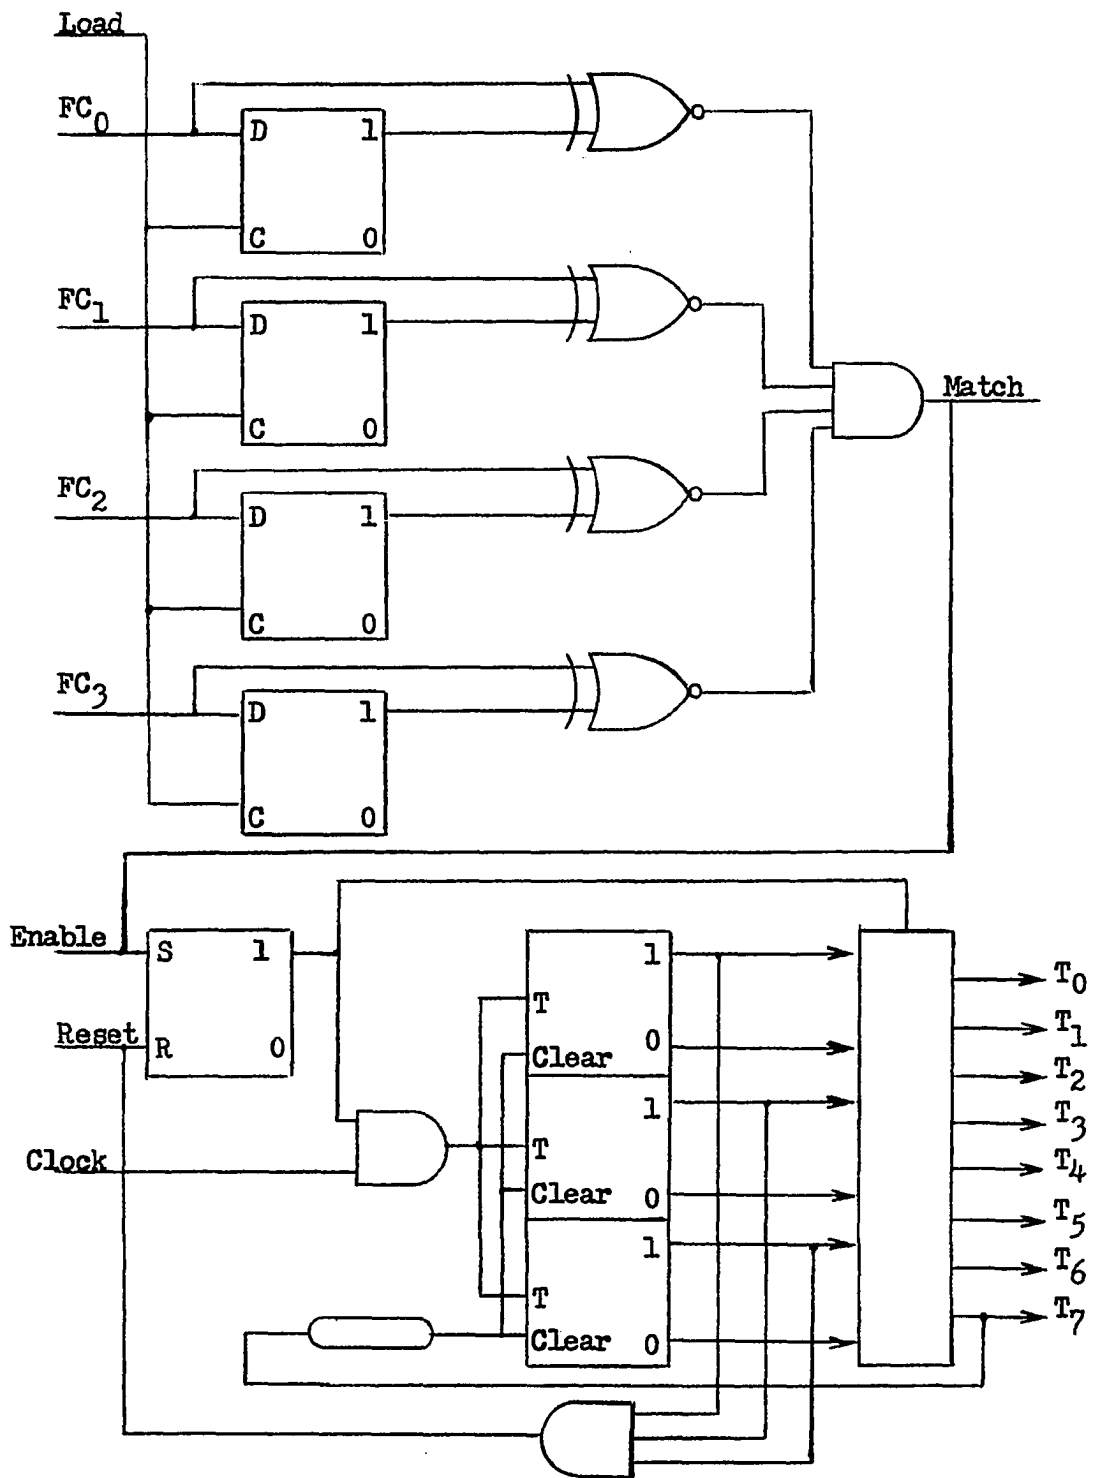 Load
FC0
D 1
C 0
FC1
D 1
C 0
Match
FC2
D 1
C 0
FC3
D 1
C 0
Enable
S 1
Reset
R 0
Clock
1
T
0
Clear
1
T
Clear 0
1
T
Clear 0
T0
T1
T2
T3
T4
T5
T6
T7